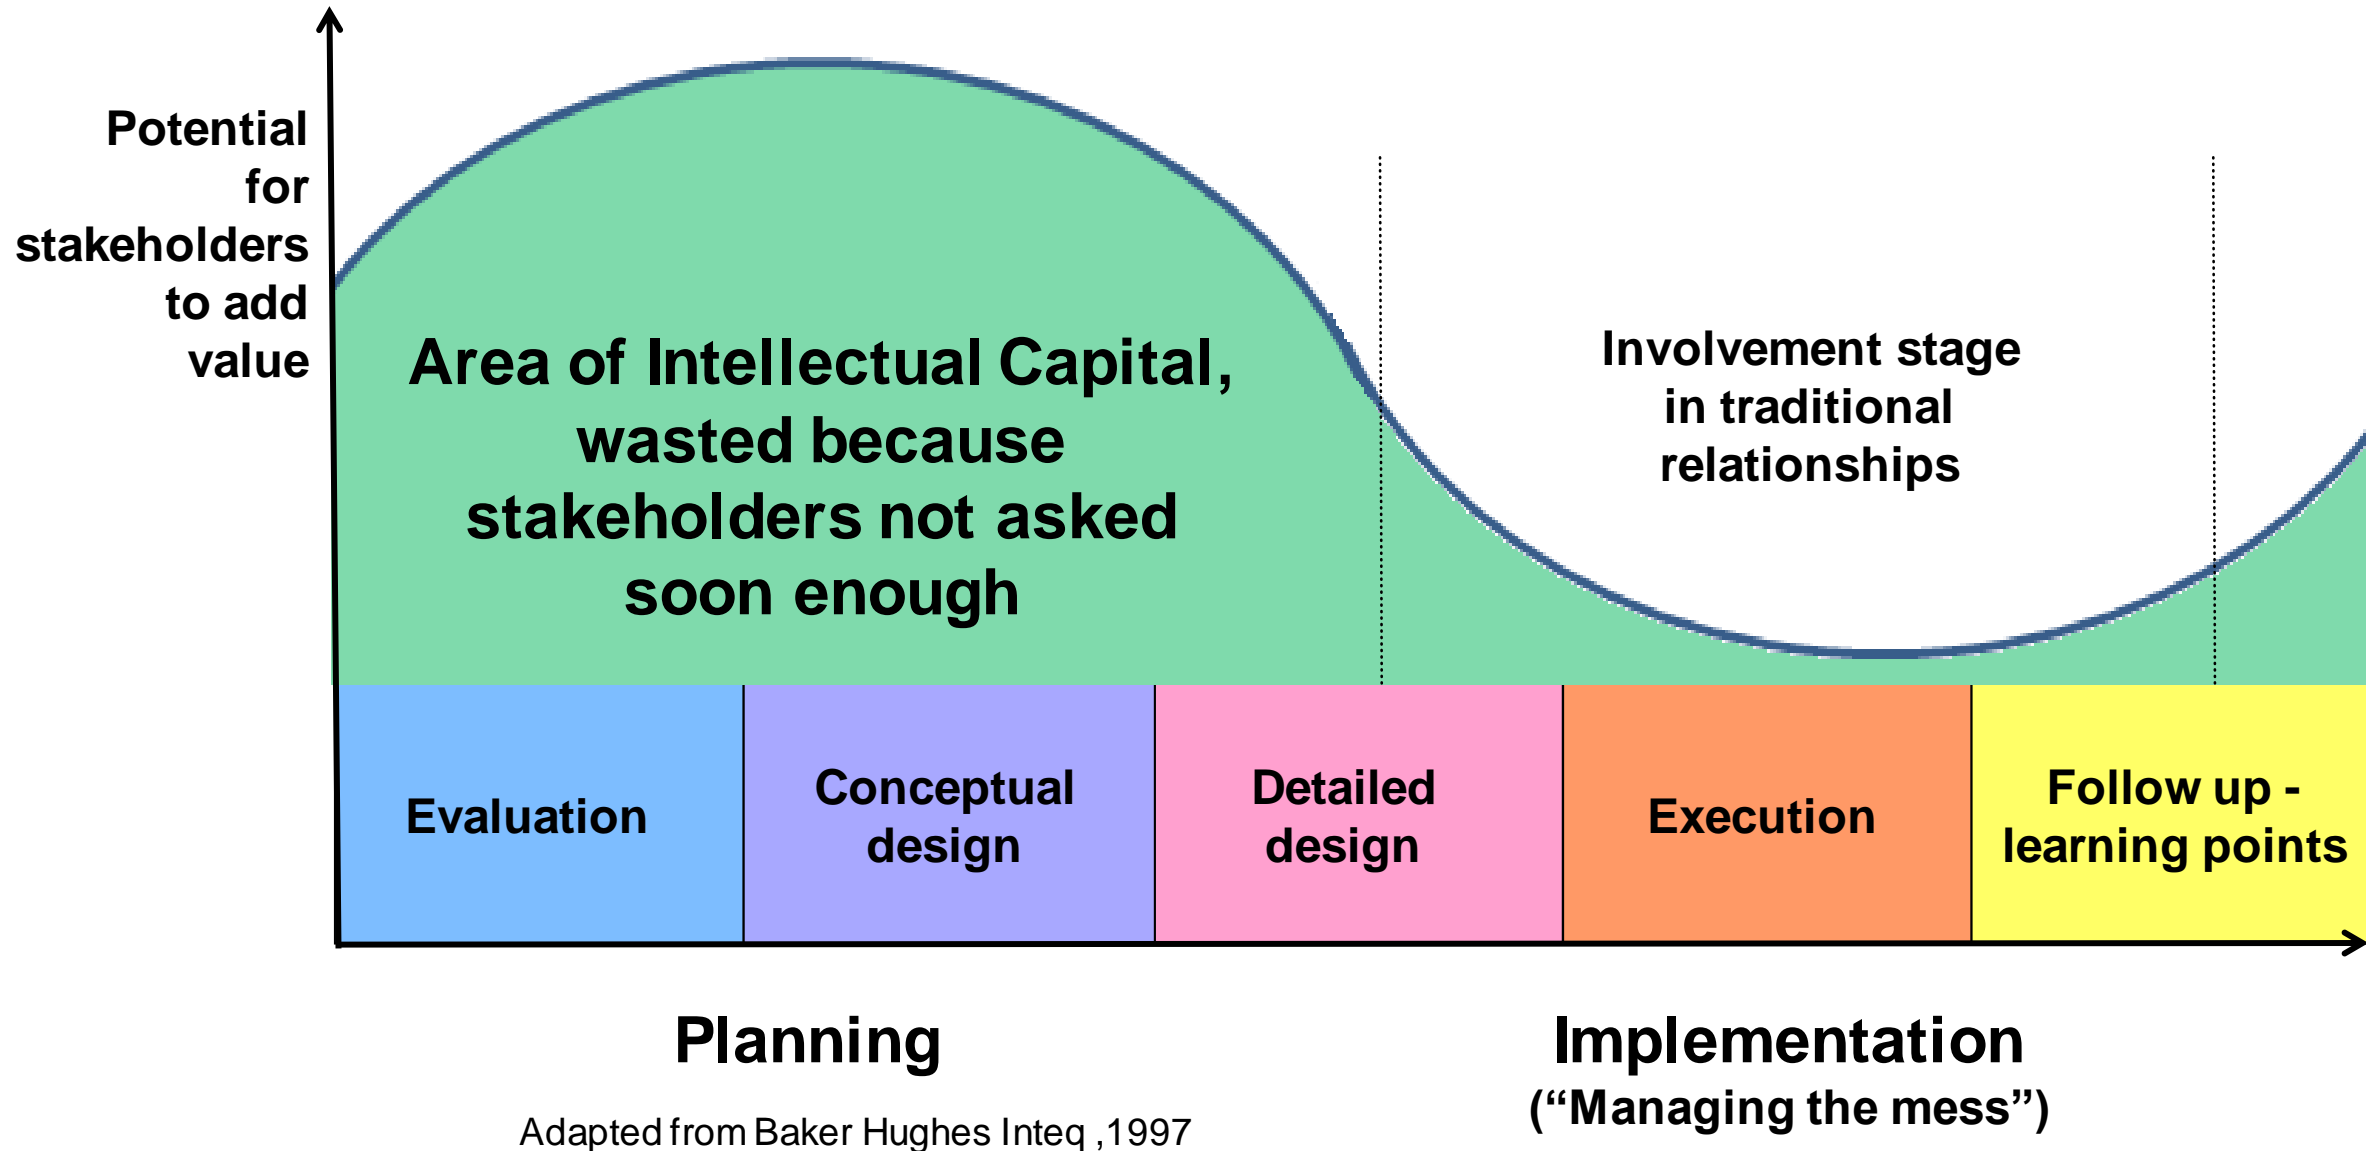 Potential
for
stakeholders
to add
value
Area of Intellectual Capital,
wasted because
stakeholders not asked
soon enough
Involvement stage
in traditional
relationships
Evaluation
Conceptual
design
Detailed
design
Execution
Follow up -
learning points
Planning
Implementation
(“Managing the mess”)
Adapted from Baker Hughes Inteq ,1997